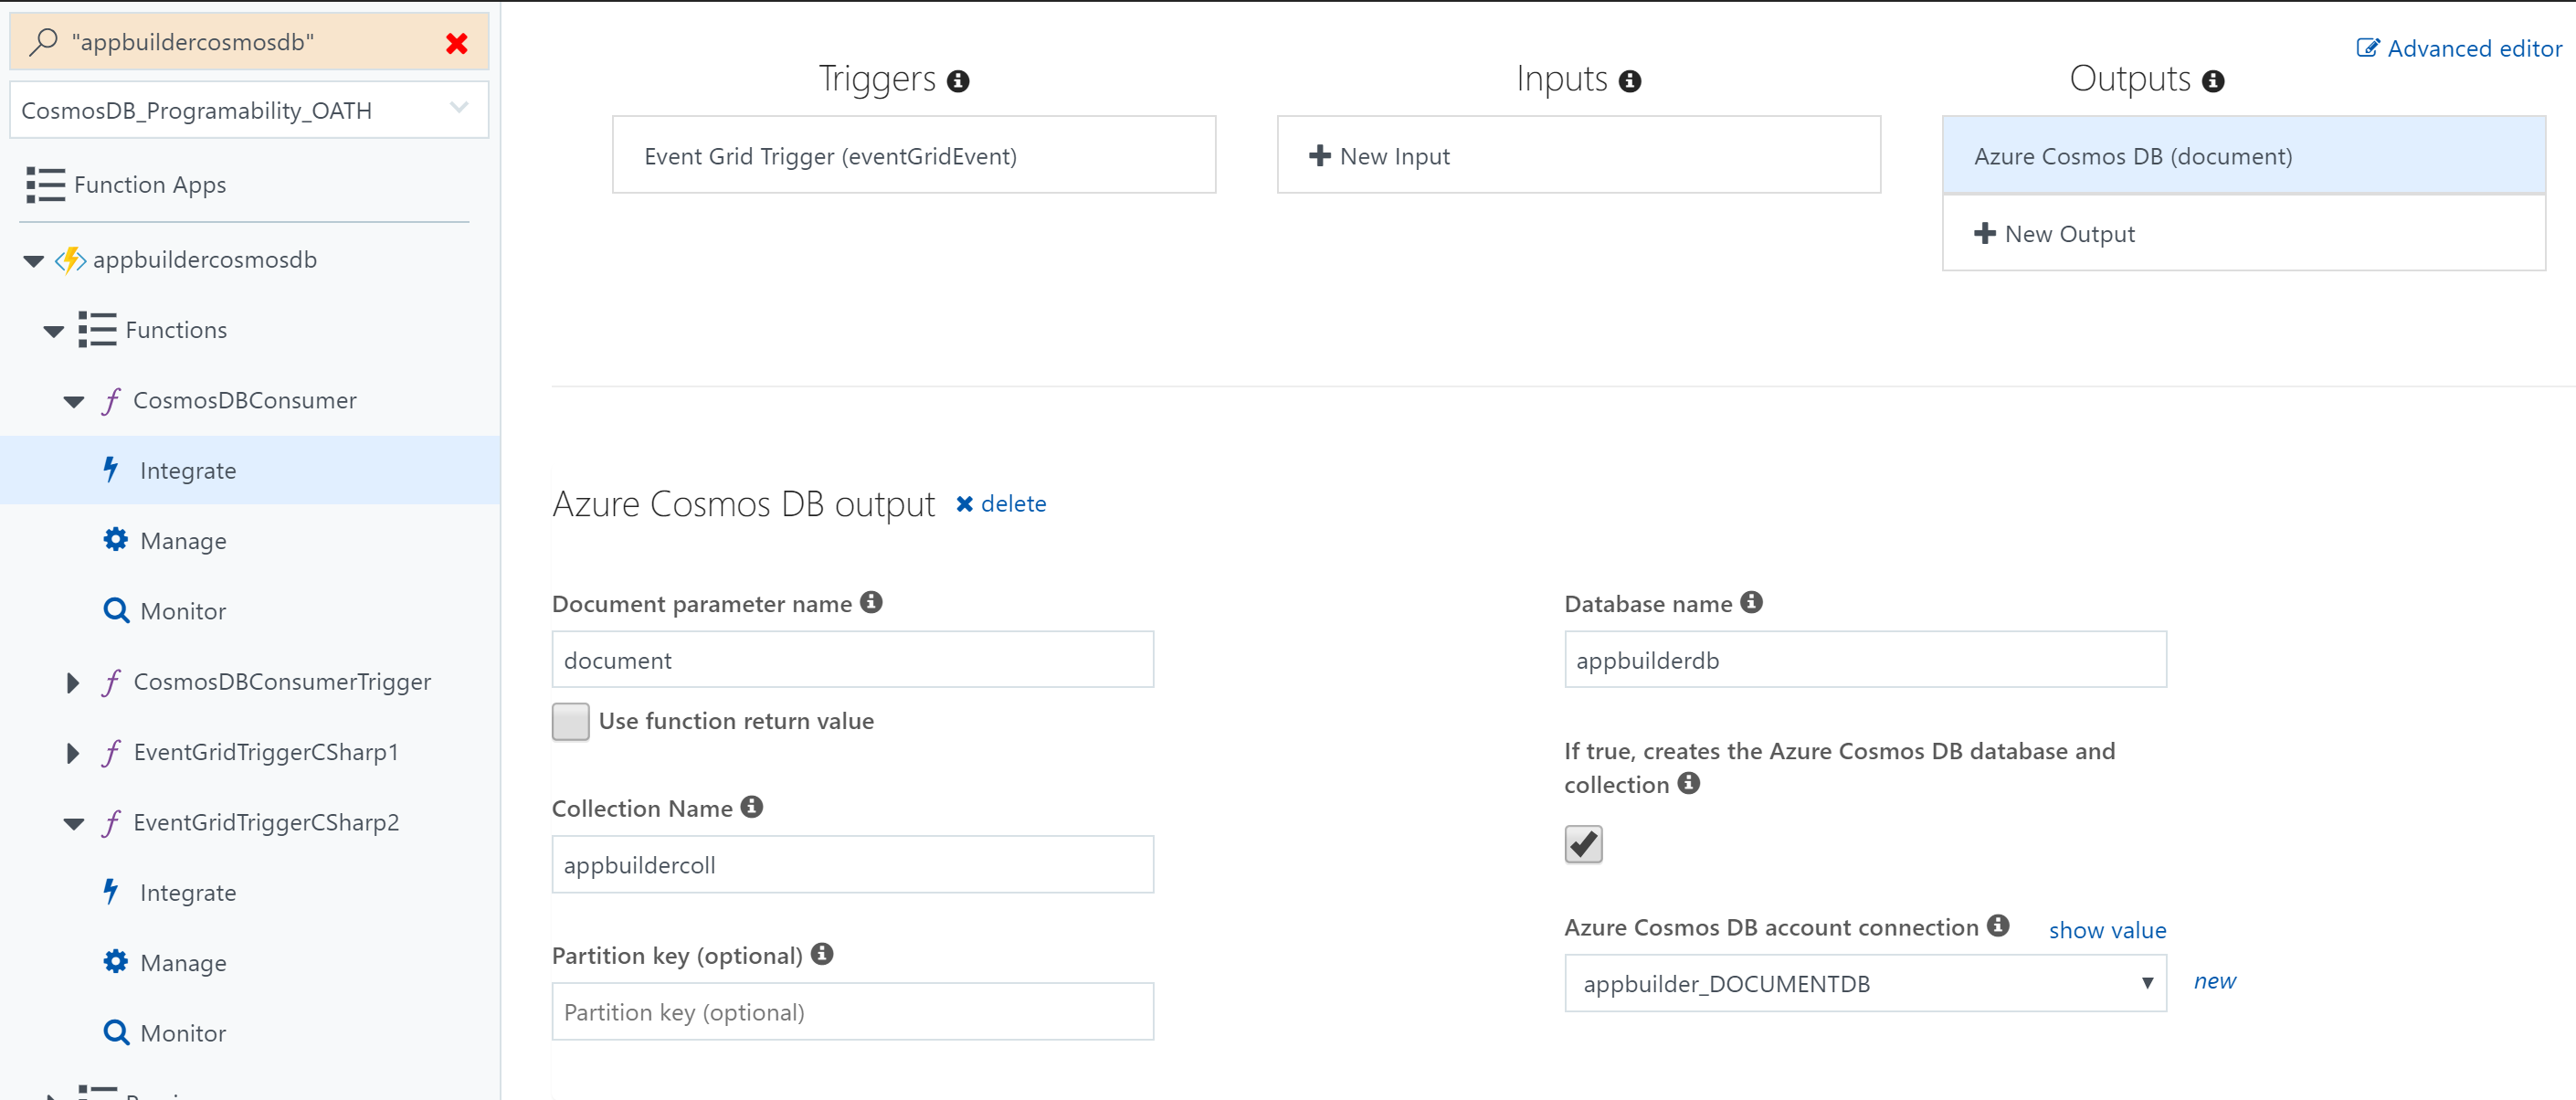 "appbuildercosmosdb"
CosmosDB_Programability_OATH
Function Apps
appbuildercosmosdb
Functions
CosmosDBConsumer
Integrate
Manage
Monitor
CosmosDBConsumerTrigger
EventGridTriggerCSharp1
EventGridTriggerCSharp2
Integrate
Manage
Monitor
Advanced editor
Triggers
Event Grid Trigger (eventGridEvent)
Inputs
New Input
Outputs
Azure Cosmos DB (document)
New Output
Azure Cosmos DB output delete
Document parameter name
document
Use function return value
Collection Name
appbuildercoll
Partition key (optional)
Partition key (optional)
Database name
appbuilderdb
If true, creates the Azure Cosmos DB database and
collection
Azure Cosmos DB account connection show value
appbuilder_DOCUMENTDB new